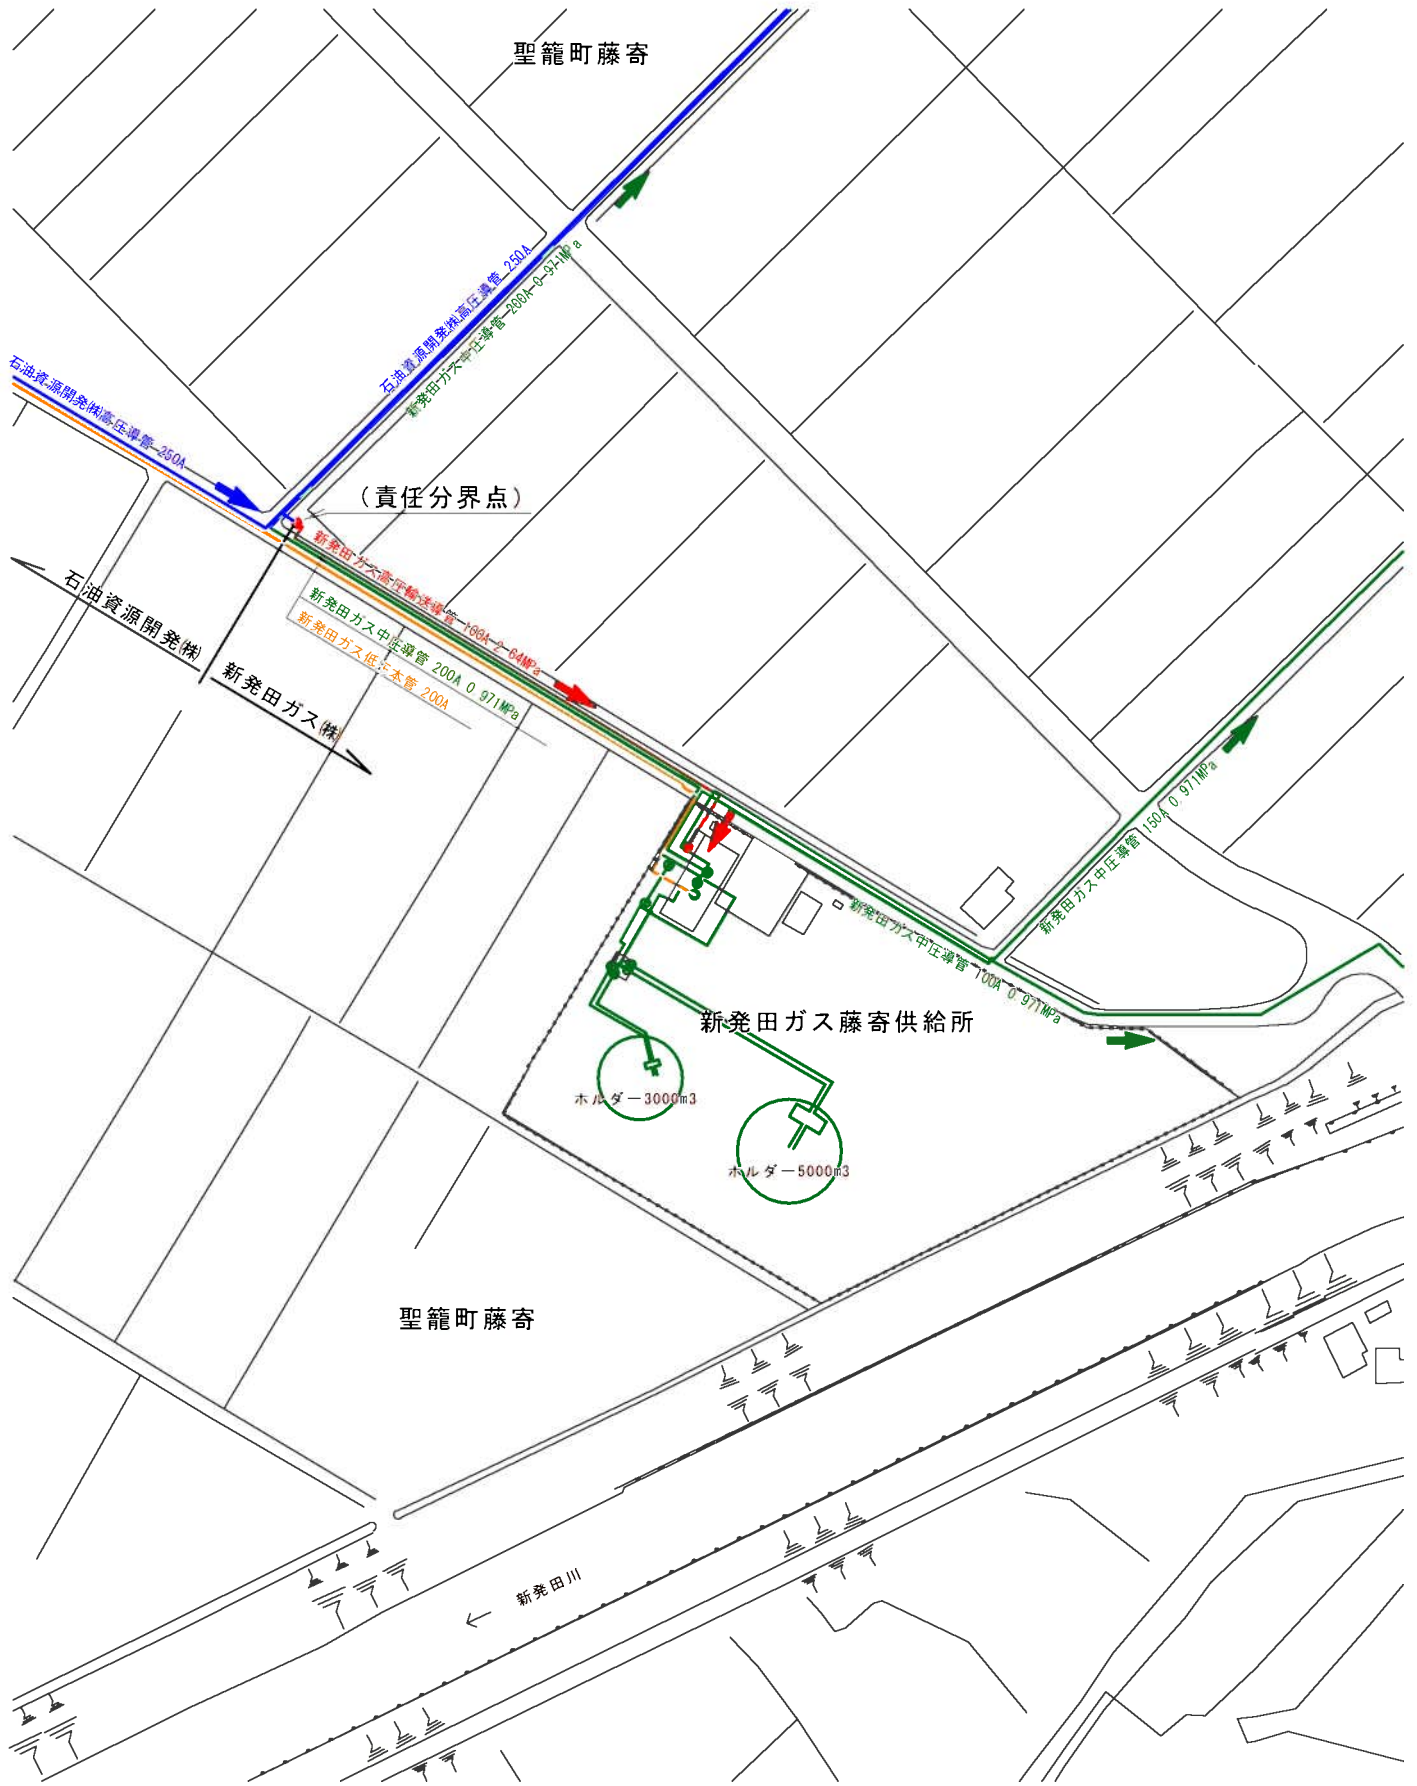 聖籠町藤寄
石油資源開発㈱高圧導管 250A
新発田ガス中圧導管 200A 0.971MPa
石油資源開発㈱高圧導管 250A
（責任分界点）
新発田ガス高圧輸送導管 100A 2.64MPa
石油資源開発㈱
新発田ガス中圧導管 200A 0.971MPa
新発田ガス低圧本管 200A
新発田ガス㈱
新発田ガス中圧導管 150A 0.971MPa
新発田ガス中圧導管 100A 0.971MPa
新発田ガス藤寄供給所
ホルダー3000m3
ホルダー5000m3
聖籠町藤寄
← 新発田川